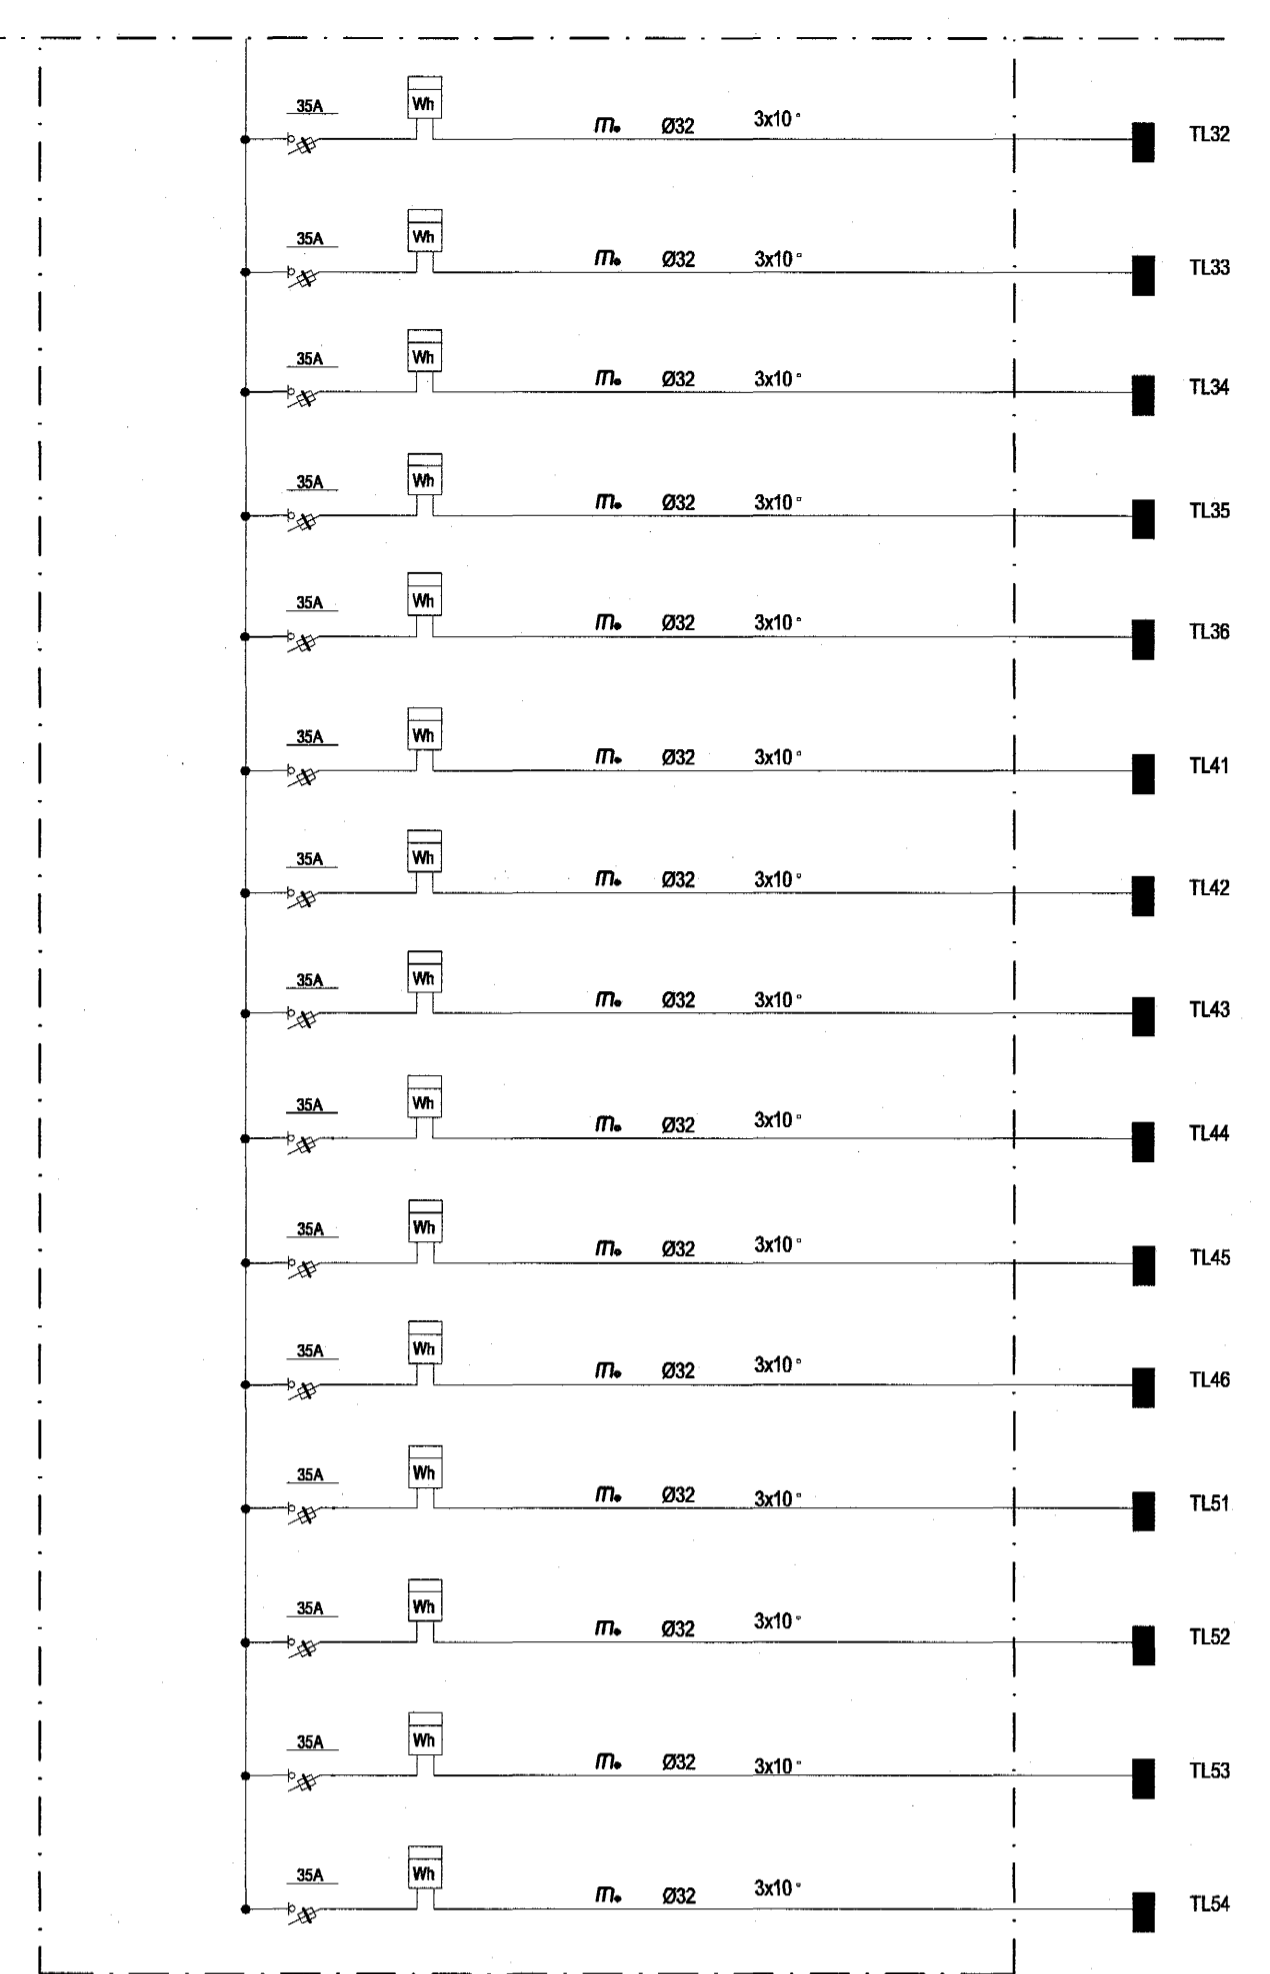 35A Wh m. Ø32 3x10▫ TL32
35A Wh m. Ø32 3x10▫ TL33
35A Wh m. Ø32 3x10▫ TL34
35A Wh m. Ø32 3x10▫ TL35
35A Wh m. Ø32 3x10▫ TL36
35A Wh m. Ø32 3x10▫ TL41
35A Wh m. Ø32 3x10▫ TL42
35A Wh m. Ø32 3x10▫ TL43
35A Wh m. Ø32 3x10▫ TL44
35A Wh m. Ø32 3x10▫ TL45
35A Wh m. Ø32 3x10▫ TL46
35A Wh m. Ø32 3x10▫ TL51
35A Wh m. Ø32 3x10▫ TL52
35A Wh m. Ø32 3x10▫ TL53
35A Wh m. Ø32 3x10▫ TL54